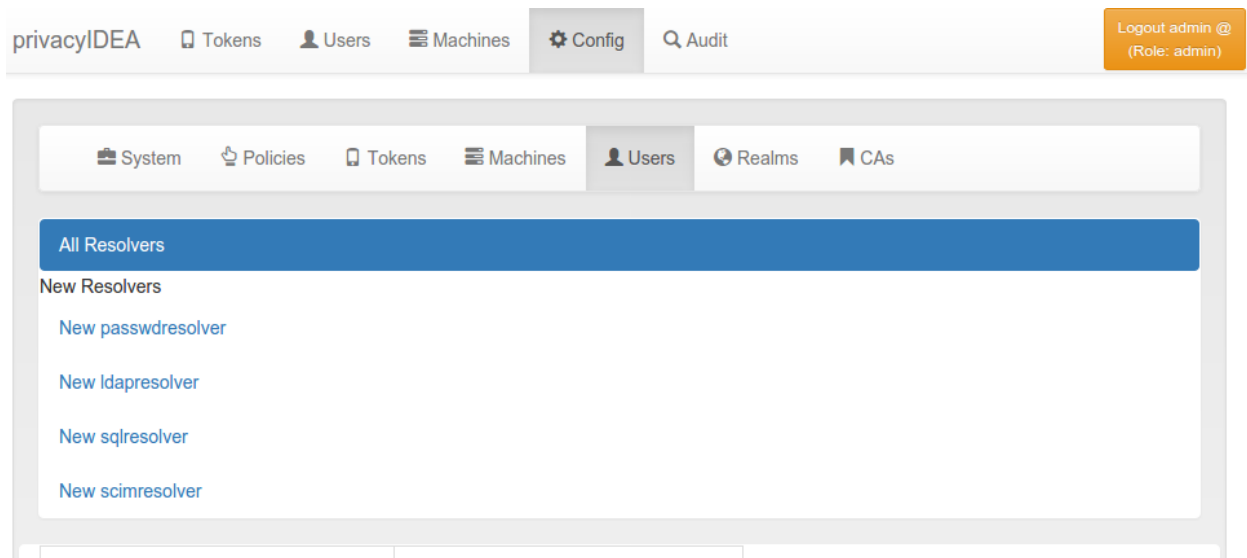 privacyIDEA Tokens Users Machines Config Audit Logout admin @
(Role: admin)
System Policies Tokens Machines Users Realms CAs
All Resolvers
New Resolvers
New passwdresolver
New ldapresolver
New sqlresolver
New scimresolver